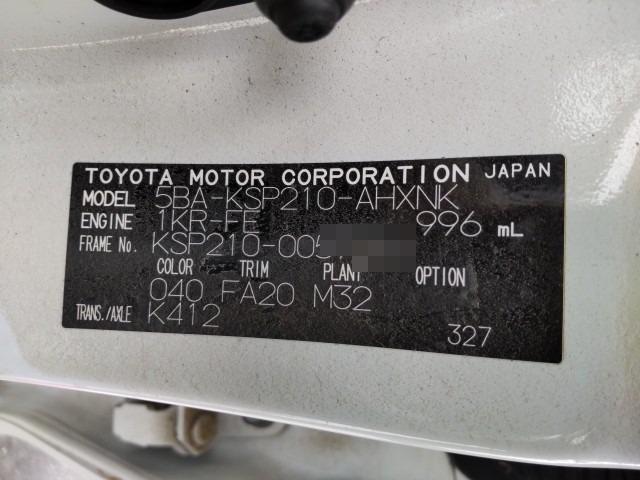 TOYOTA MOTOR CORPORATION JAPAN
MODEL 5BA-KSP210-AHXNK
ENGINE 1KR-FE 996 mL
FRAME No. KSP210-005
COLOR TRIM PLANT OPTION
040 FA20 M32
TRANS./AXLE K412
327